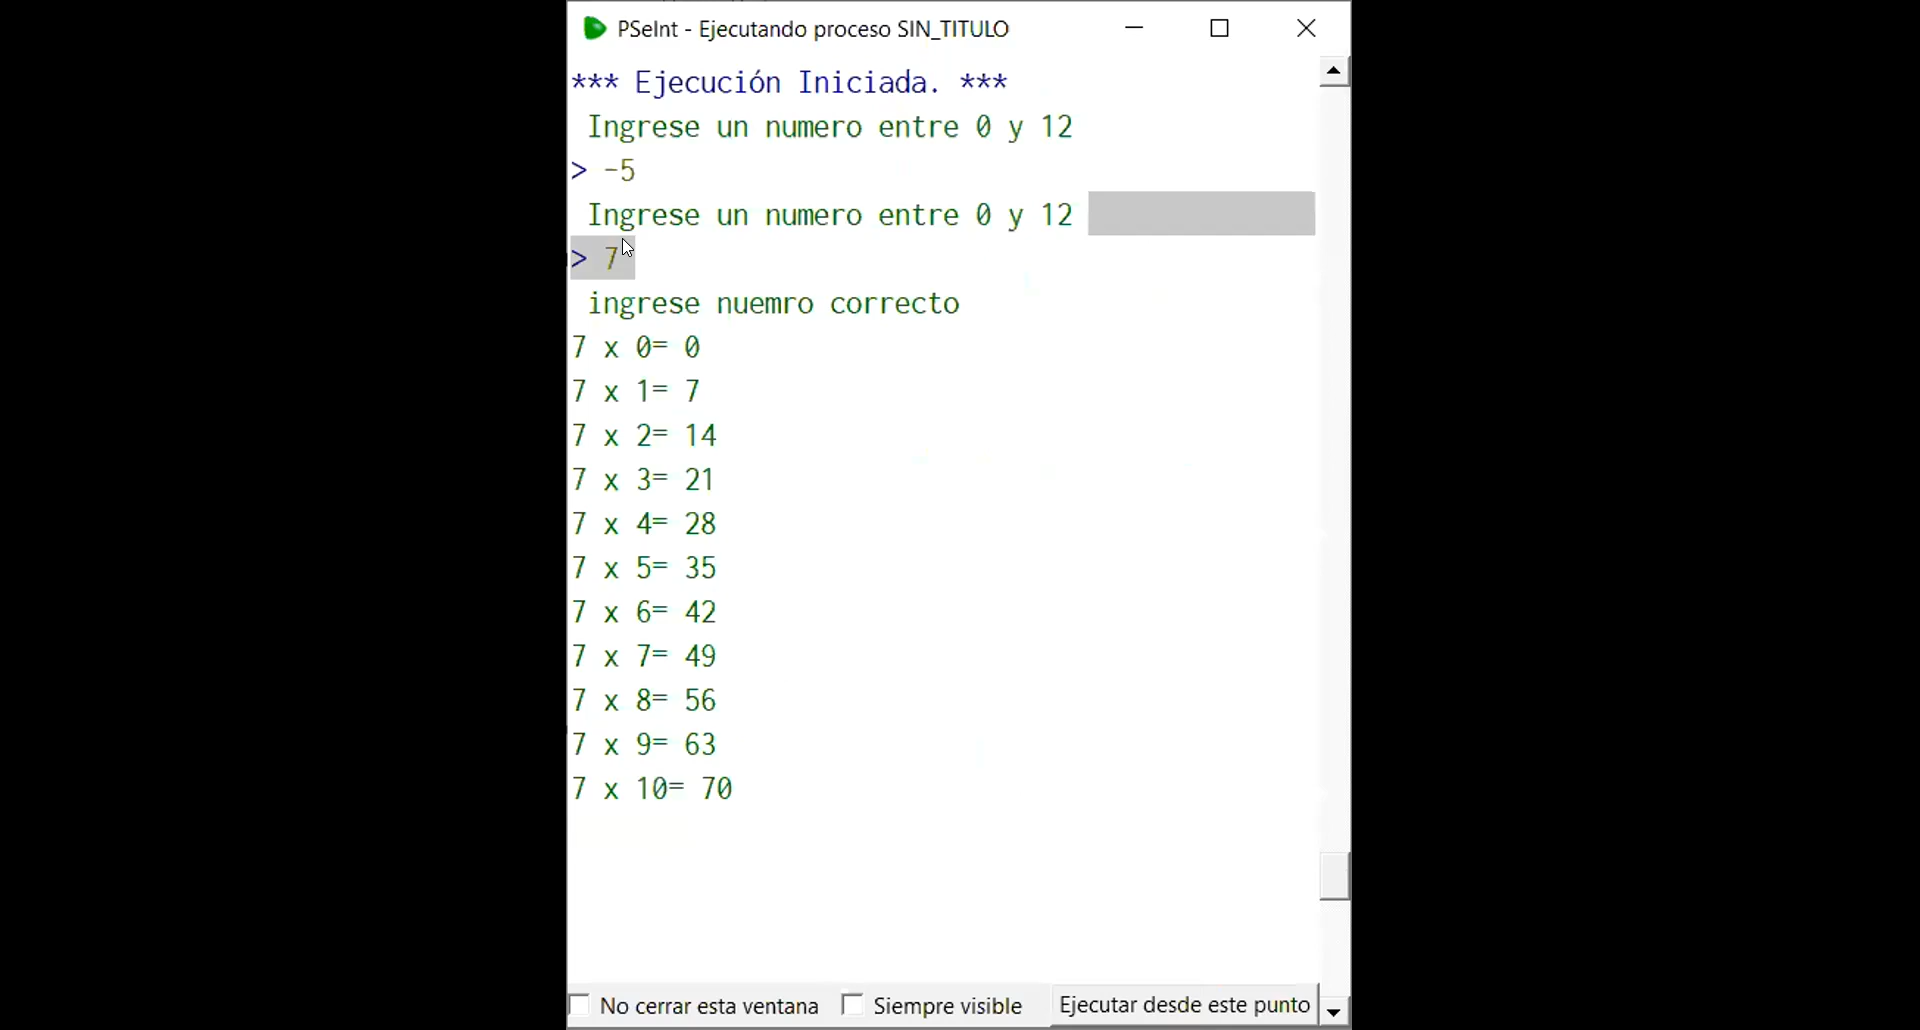 PSeInt - Ejecutando proceso SIN_TITULO
*** Ejecución Iniciada. ***
Ingrese un numero entre 0 y 12
> -5
Ingrese un numero entre 0 y 12
> 7
ingrese nuemro correcto
7 x 0= 0
7 x 1= 7
7 x 2= 14
7 x 3= 21
7 x 4= 28
7 x 5= 35
7 x 6= 42
7 x 7= 49
7 x 8= 56
7 x 9= 63
7 x 10= 70
No cerrar esta ventana Siempre visible Ejecutar desde este punto